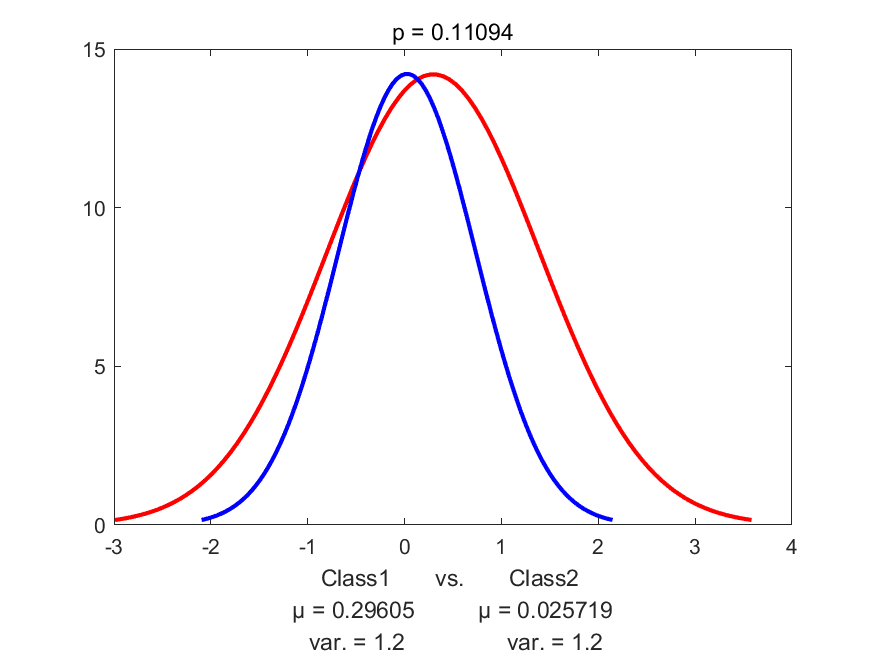 p = 0.11094
15
10
5
0
-3 -2 -1 0 1 2 3 4
Class1 vs. Class2
μ = 0.29605 μ = 0.025719
var. = 1.2 var. = 1.2